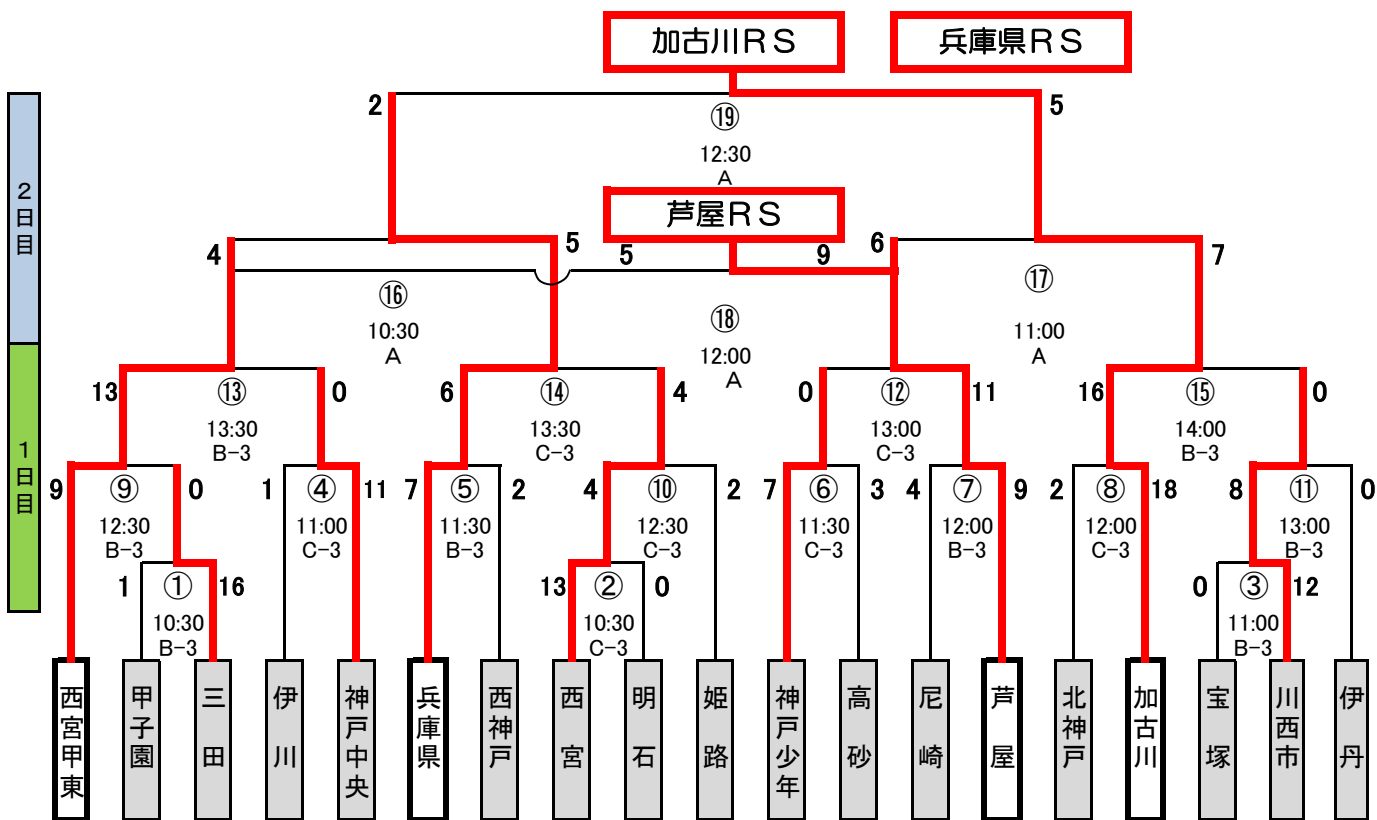 加古川ＲＳ
兵庫県ＲＳ
2
5
⑲
12:30
A
芦屋ＲＳ
4
5
5
9
6
7
⑯
10:30
A
⑱
12:00
A
⑰
11:00
A
2日目
13
⑬
0
13:30
B-3
6
⑭
4
13:30
C-3
0
⑫
11
13:00
C-3
16
⑮
0
14:00
B-3
1日目
9
⑨
0
12:30
B-3
1
④
11
11:00
C-3
7
⑤
2
11:30
B-3
4
⑩
2
12:30
C-3
7
⑥
3
11:30
C-3
4
⑦
9
12:00
B-3
2
⑧
18
12:00
C-3
8
⑪
0
13:00
B-3
1
①
16
10:30
B-3
13
②
0
10:30
C-3
0
③
12
11:00
B-3
西宮甲東
甲子園
三田
伊川
神戸中央
兵庫県
西神戸
西宮
明石
姫路
神戸少年
高砂
尼崎
芦屋
北神戸
加古川
宝塚
川西市
伊丹